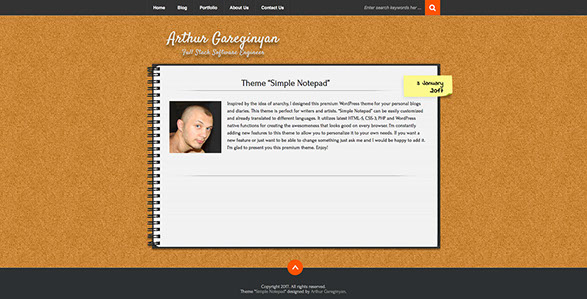 Home Blog Portfolio About Us Contact Us Enter search keywords her ...
Arthur Gareginyan
Full Stack Software Engineer
Theme "Simple Notepad"
3 January
2017
Inspired by the idea of anarchy, I designed this premium WordPress theme for your personal blogs
and diaries. This theme is perfect for writers and artists. "Simple Notepad" can be easily customized
and already translated to different languages. It utilizes latest HTML-5, CSS-3, PHP and WordPress
native functions for creating the awesomeness that looks good on every browser. I'm constantly
adding new features to this theme to allow you to personalize it to your own needs. If you want a
new feature or just want to be able to change something just ask me and I would be happy to add it.
I'm glad to present you this premium theme. Enjoy!
Copyright 2017. All rights reserved.
Theme "Simple Notepad" designed by Arthur Gareginyan.